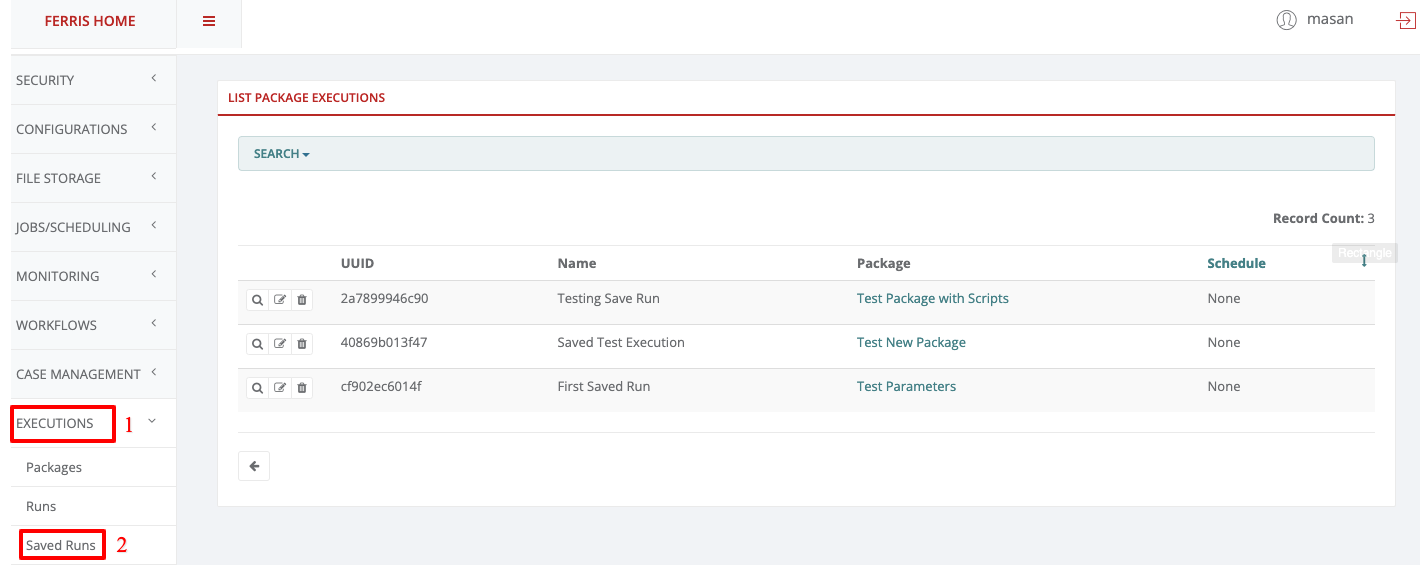 FERRIS HOME
masan
SECURITY
CONFIGURATIONS
FILE STORAGE
JOBS/SCHEDULING
MONITORING
WORKFLOWS
CASE MANAGEMENT
EXECUTIONS 1
Packages
Runs
Saved Runs 2
LIST PACKAGE EXECUTIONS
SEARCH
Record Count: 3
Rectangle
UUID Name Package Schedule
2a7899946c90 Testing Save Run Test Package with Scripts None
40869b013f47 Saved Test Execution Test New Package None
cf902ec6014f First Saved Run Test Parameters None